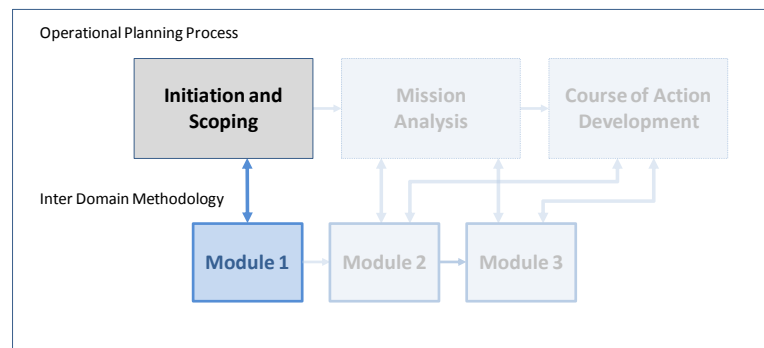 Operational Planning Process
Initiation and
Scoping
Mission
Analysis
Course of Action
Development
Inter Domain Methodology
Module 1
Module 2
Module 3